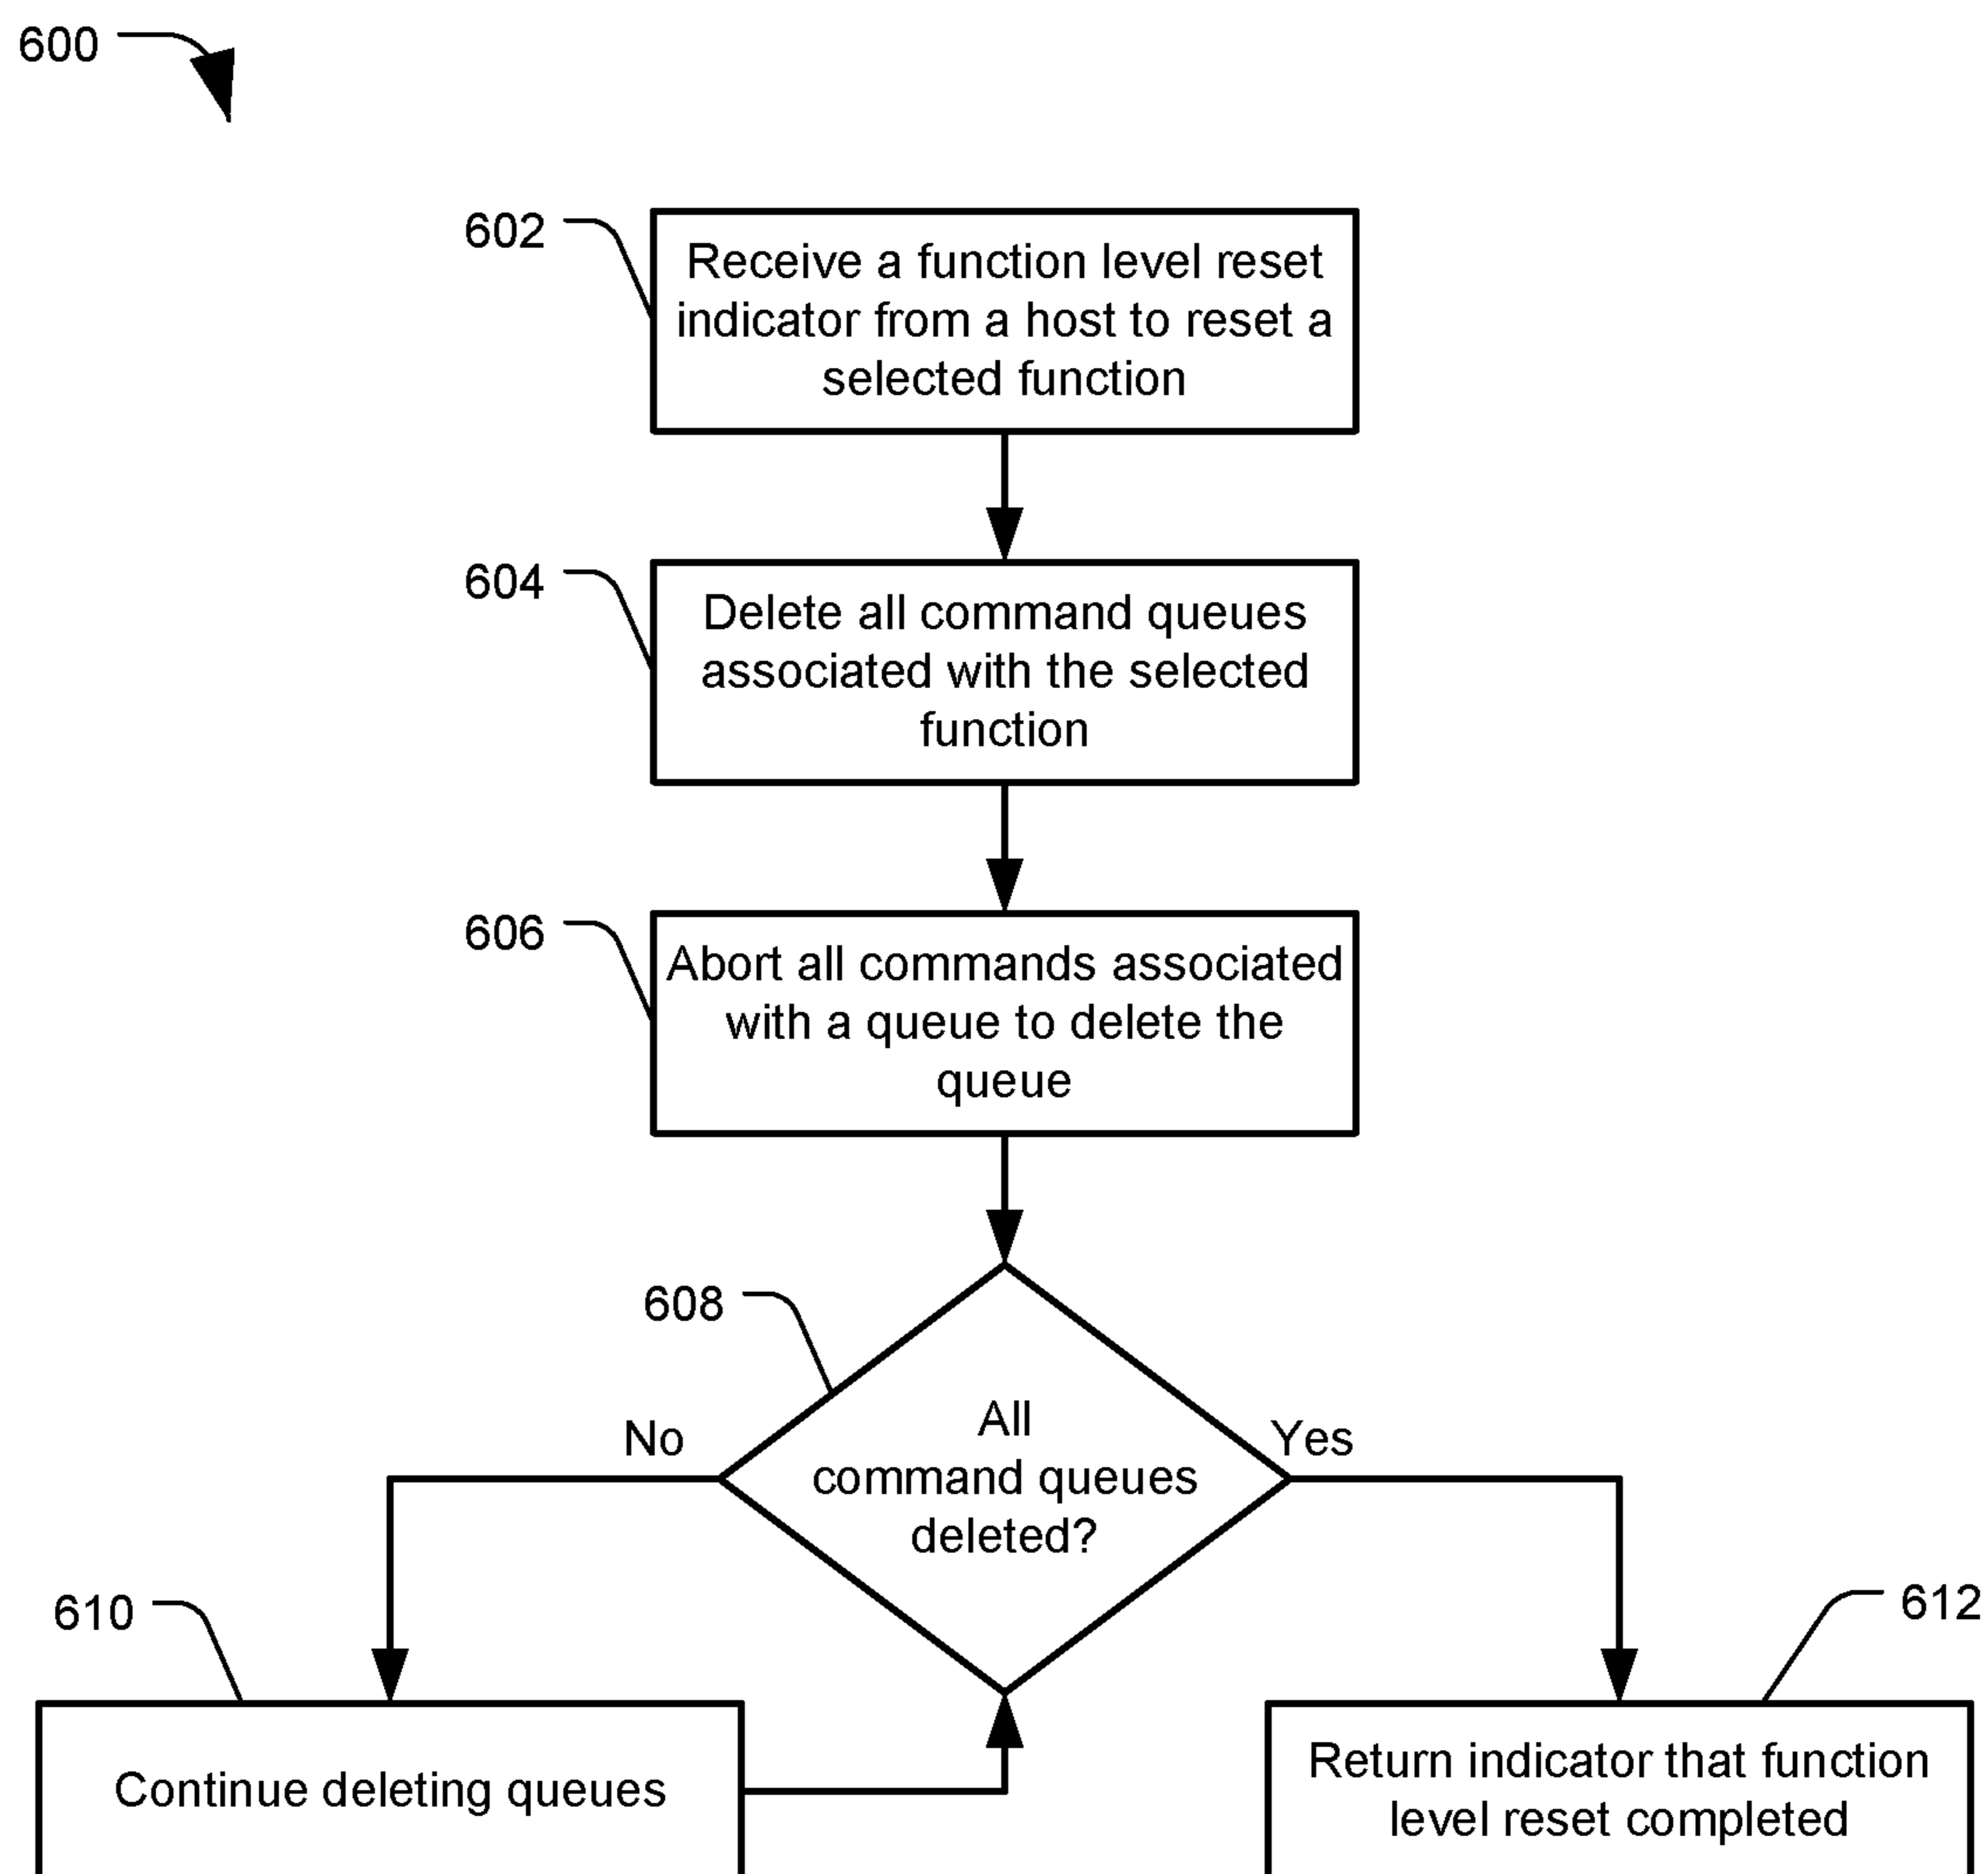 600
602
Receive a function level reset
indicator from a host to reset a
selected function
604
Delete all command queues
associated with the selected
function
606
Abort all commands associated
with a queue to delete the
queue
608
All
command queues
deleted?
No
Yes
610
Continue deleting queues
612
Return indicator that function
level reset completed